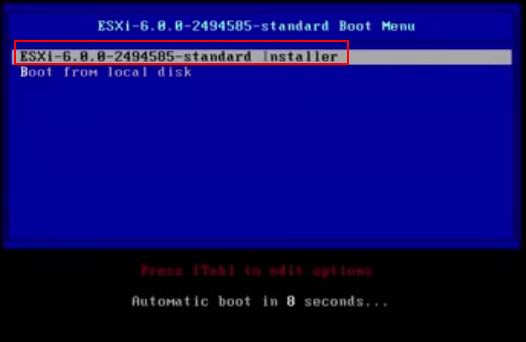 ESXi-6.0.0-2494585-standard Boot Menu
ESXi-6.0.0-2494585-standard Installer
Boot from local disk
Press [Tab] to edit options
Automatic boot in 8 seconds...